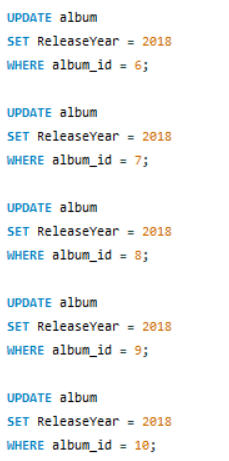 UPDATE album
SET ReleaseYear = 2018
WHERE album_id = 6;
UPDATE album
SET ReleaseYear = 2018
WHERE album_id = 7;
UPDATE album
SET ReleaseYear = 2018
WHERE album_id = 8;
UPDATE album
SET ReleaseYear = 2018
WHERE album_id = 9;
UPDATE album
SET ReleaseYear = 2018
WHERE album_id = 10;